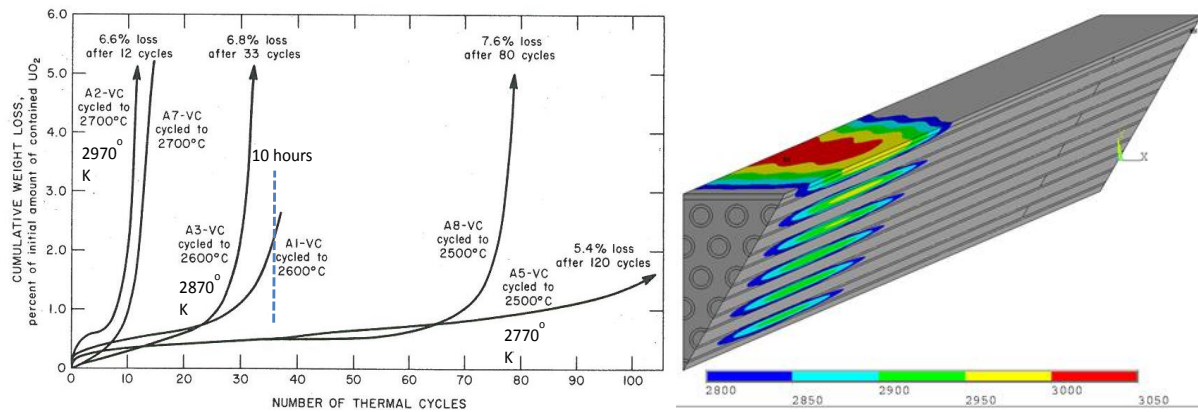 CUMULATIVE WEIGHT LOSS,
percent of initial amount of contained UO2
6.0
5.0
4.0
3.0
2.0
1.0
0
6.6% loss
after 12 cycles
6.8% loss
after 33 cycles
7.6% loss
after 80 cycles
A2-VC
cycled to
2700°C
2970°
K
A7-VC
cycled to
2700°C
10 hours
A3-VC
cycled to
2600°C
2870°
K
A1-VC
cycled to
2600°C
A8-VC
cycled to
2500°C
5.4% loss
after 120 cycles
A5-VC
cycled to
2500°C
2770°
K
0 10 20 30 40 50 60 70 80 90 100
NUMBER OF THERMAL CYCLES
X
2800 2900 3000
2850 2950 3050